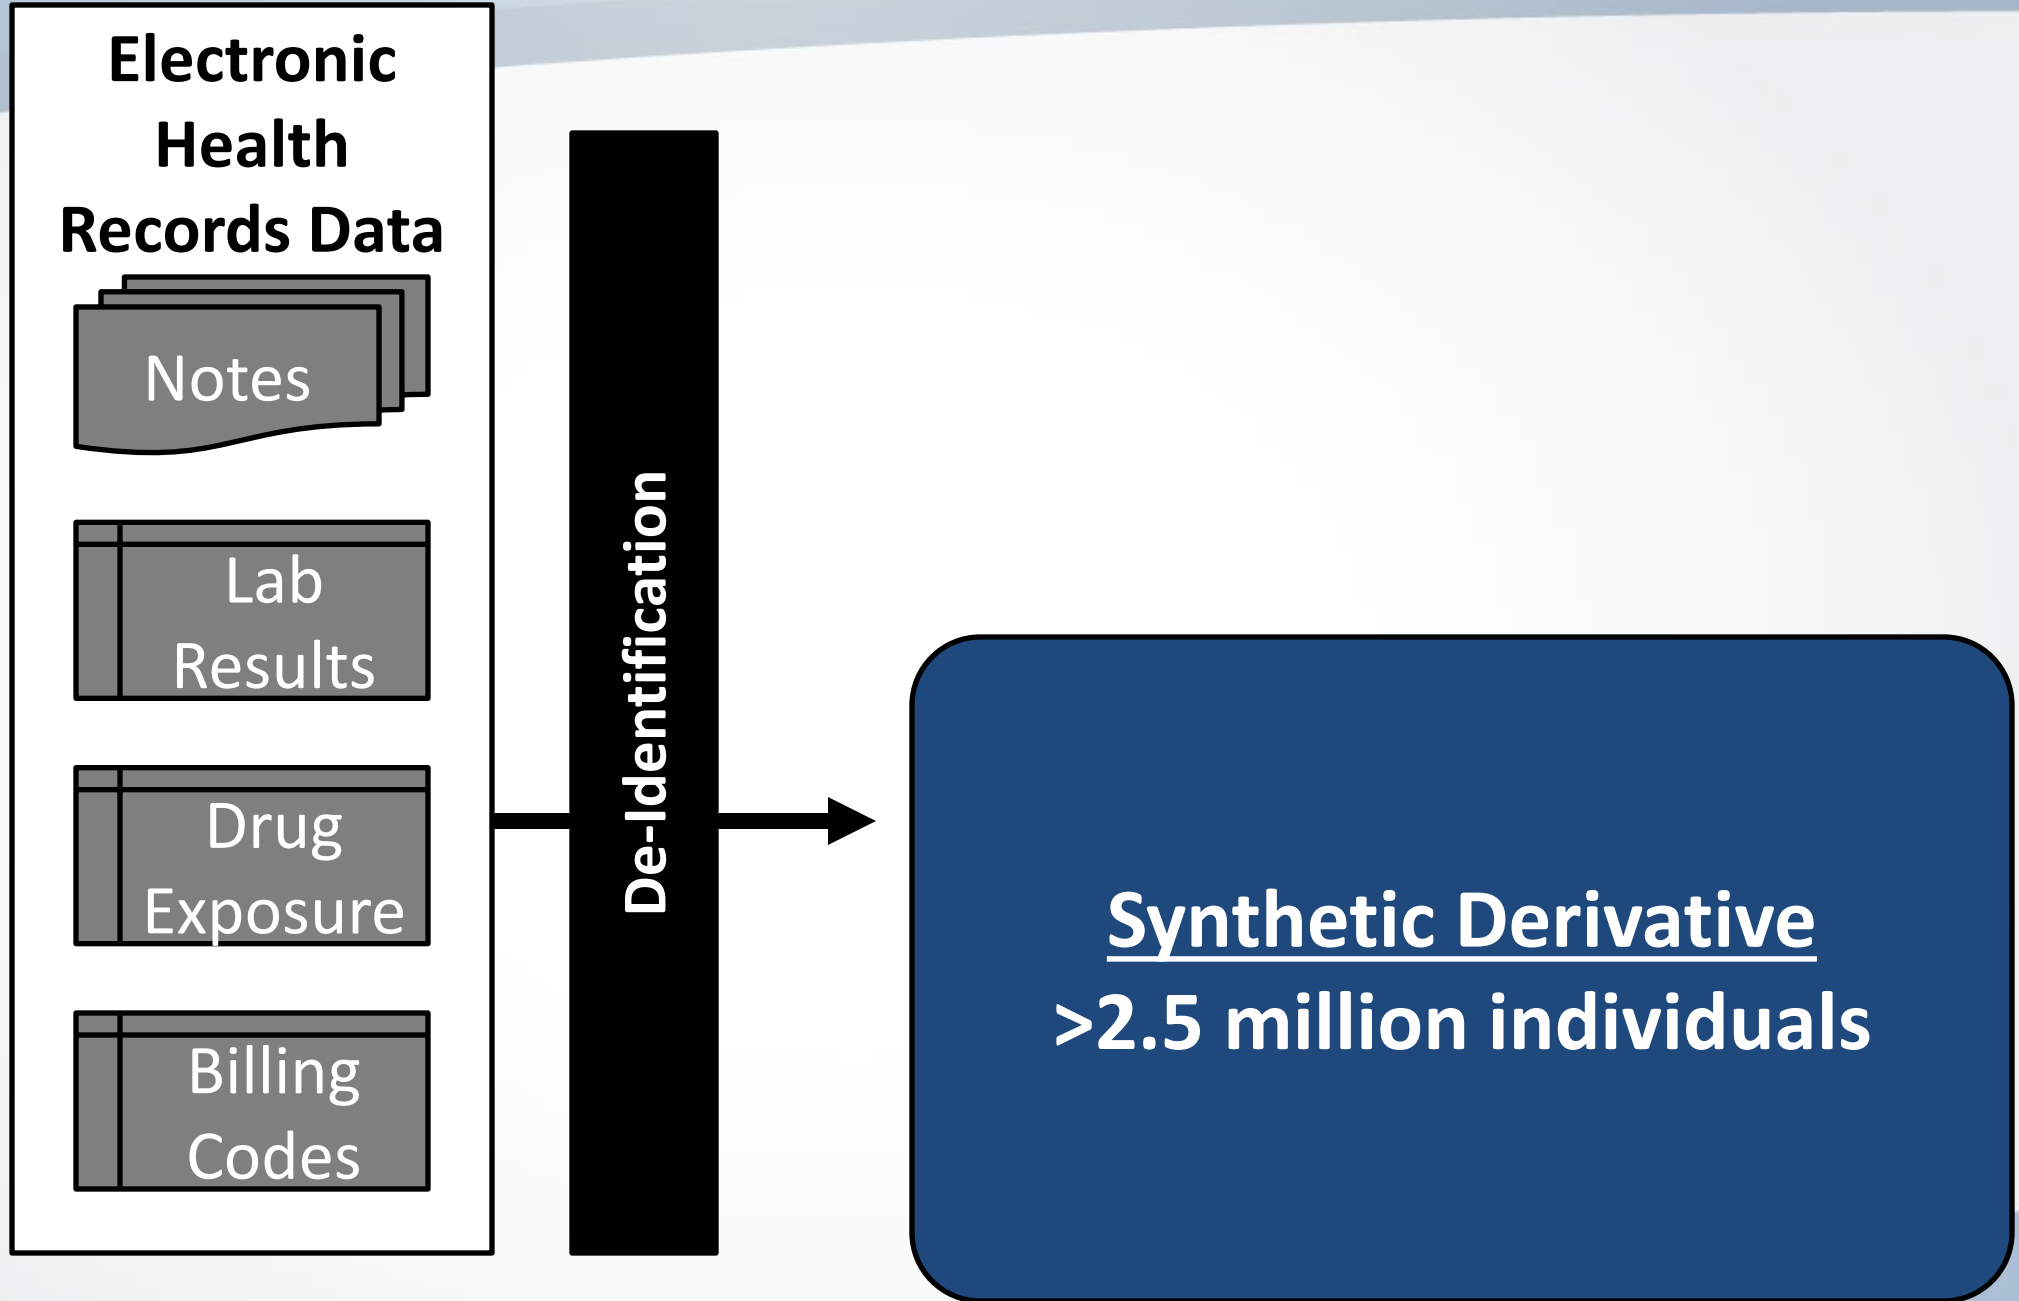 Electronic
Health
Records Data
Notes
Lab
Results
Drug
Exposure
Billing
Codes
De-Identification
Synthetic Derivative
>2.5 million individuals